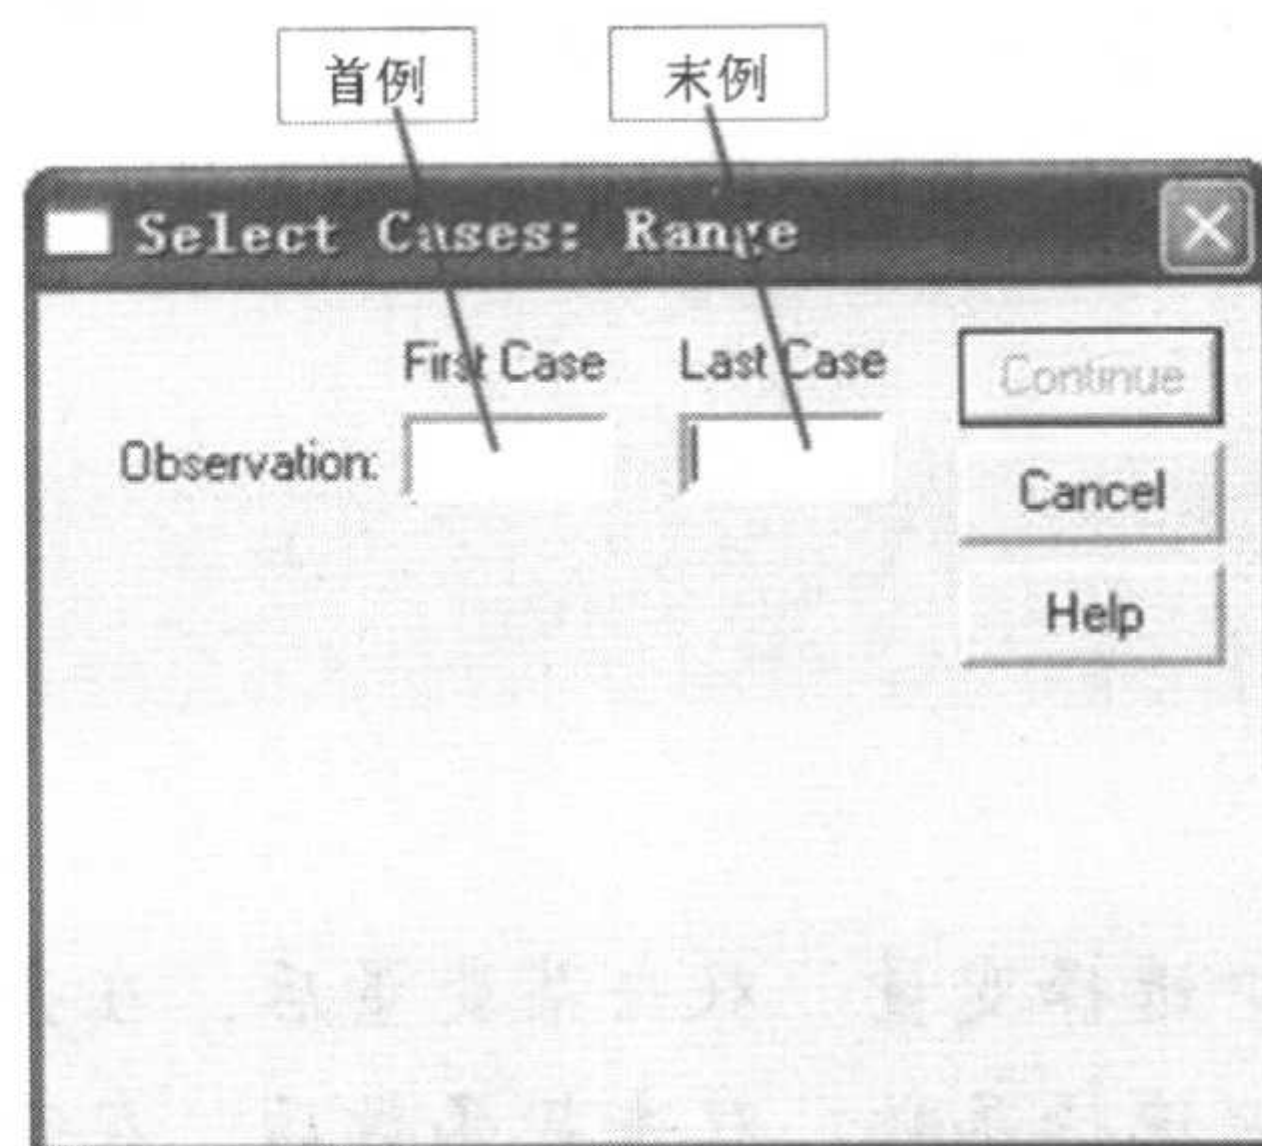 首例 末例
Select Cases: Range
First Case Last Case Continue
Observation: Cancel
Help